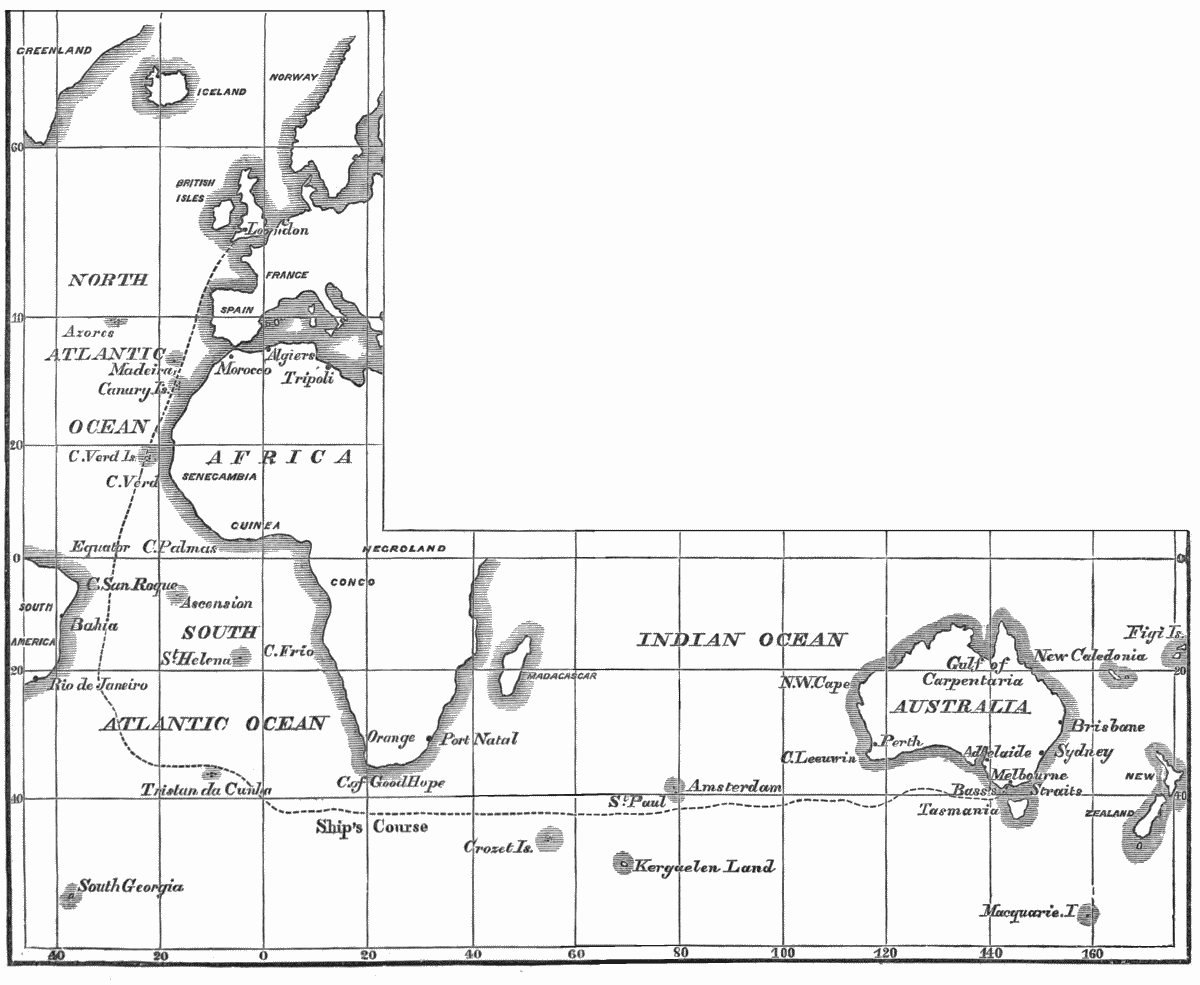 GREENLAND
ICELAND
NORWAY
60
BRITISH
ISLES
London
NORTH
FRANCE
SPAIN
Azores
ATLANTIC
Madeira
Canary Is.
Morocco
Algiers
Tripoli
OCEAN
20
C.Verd Is.
AFRICA
C.Verd
SENEGAMBIA
GUINEA
Equator
C.Palmas
NEGROLAND
0
0
C.San Roque
CONGO
Ascension
SOUTH
AMERICA
Bahia
SOUTH
St Helena
C.Frio
INDIAN OCEAN
Figi Is.
20
20
Rio de Janeiro
MADAGASCAR
N.W.Cape
Gulf of
Carpentaria
New Caledonia
ATLANTIC OCEAN
AUSTRALIA
Orange
Port Natal
Perth
Brisbane
C.Leeuwin
Adelaide
Sydney
C.of Good Hope
Melbourne
NEW
Tristan da Cunha
40
St Paul
Amsterdam
Bass's
Straits
40
Tasmania
ZEALAND
Ship's Course
Crozet Is.
Kerguelen Land
South Georgia
Macquarie.I
40 20 0 20 40 60 80 100 120 140 160